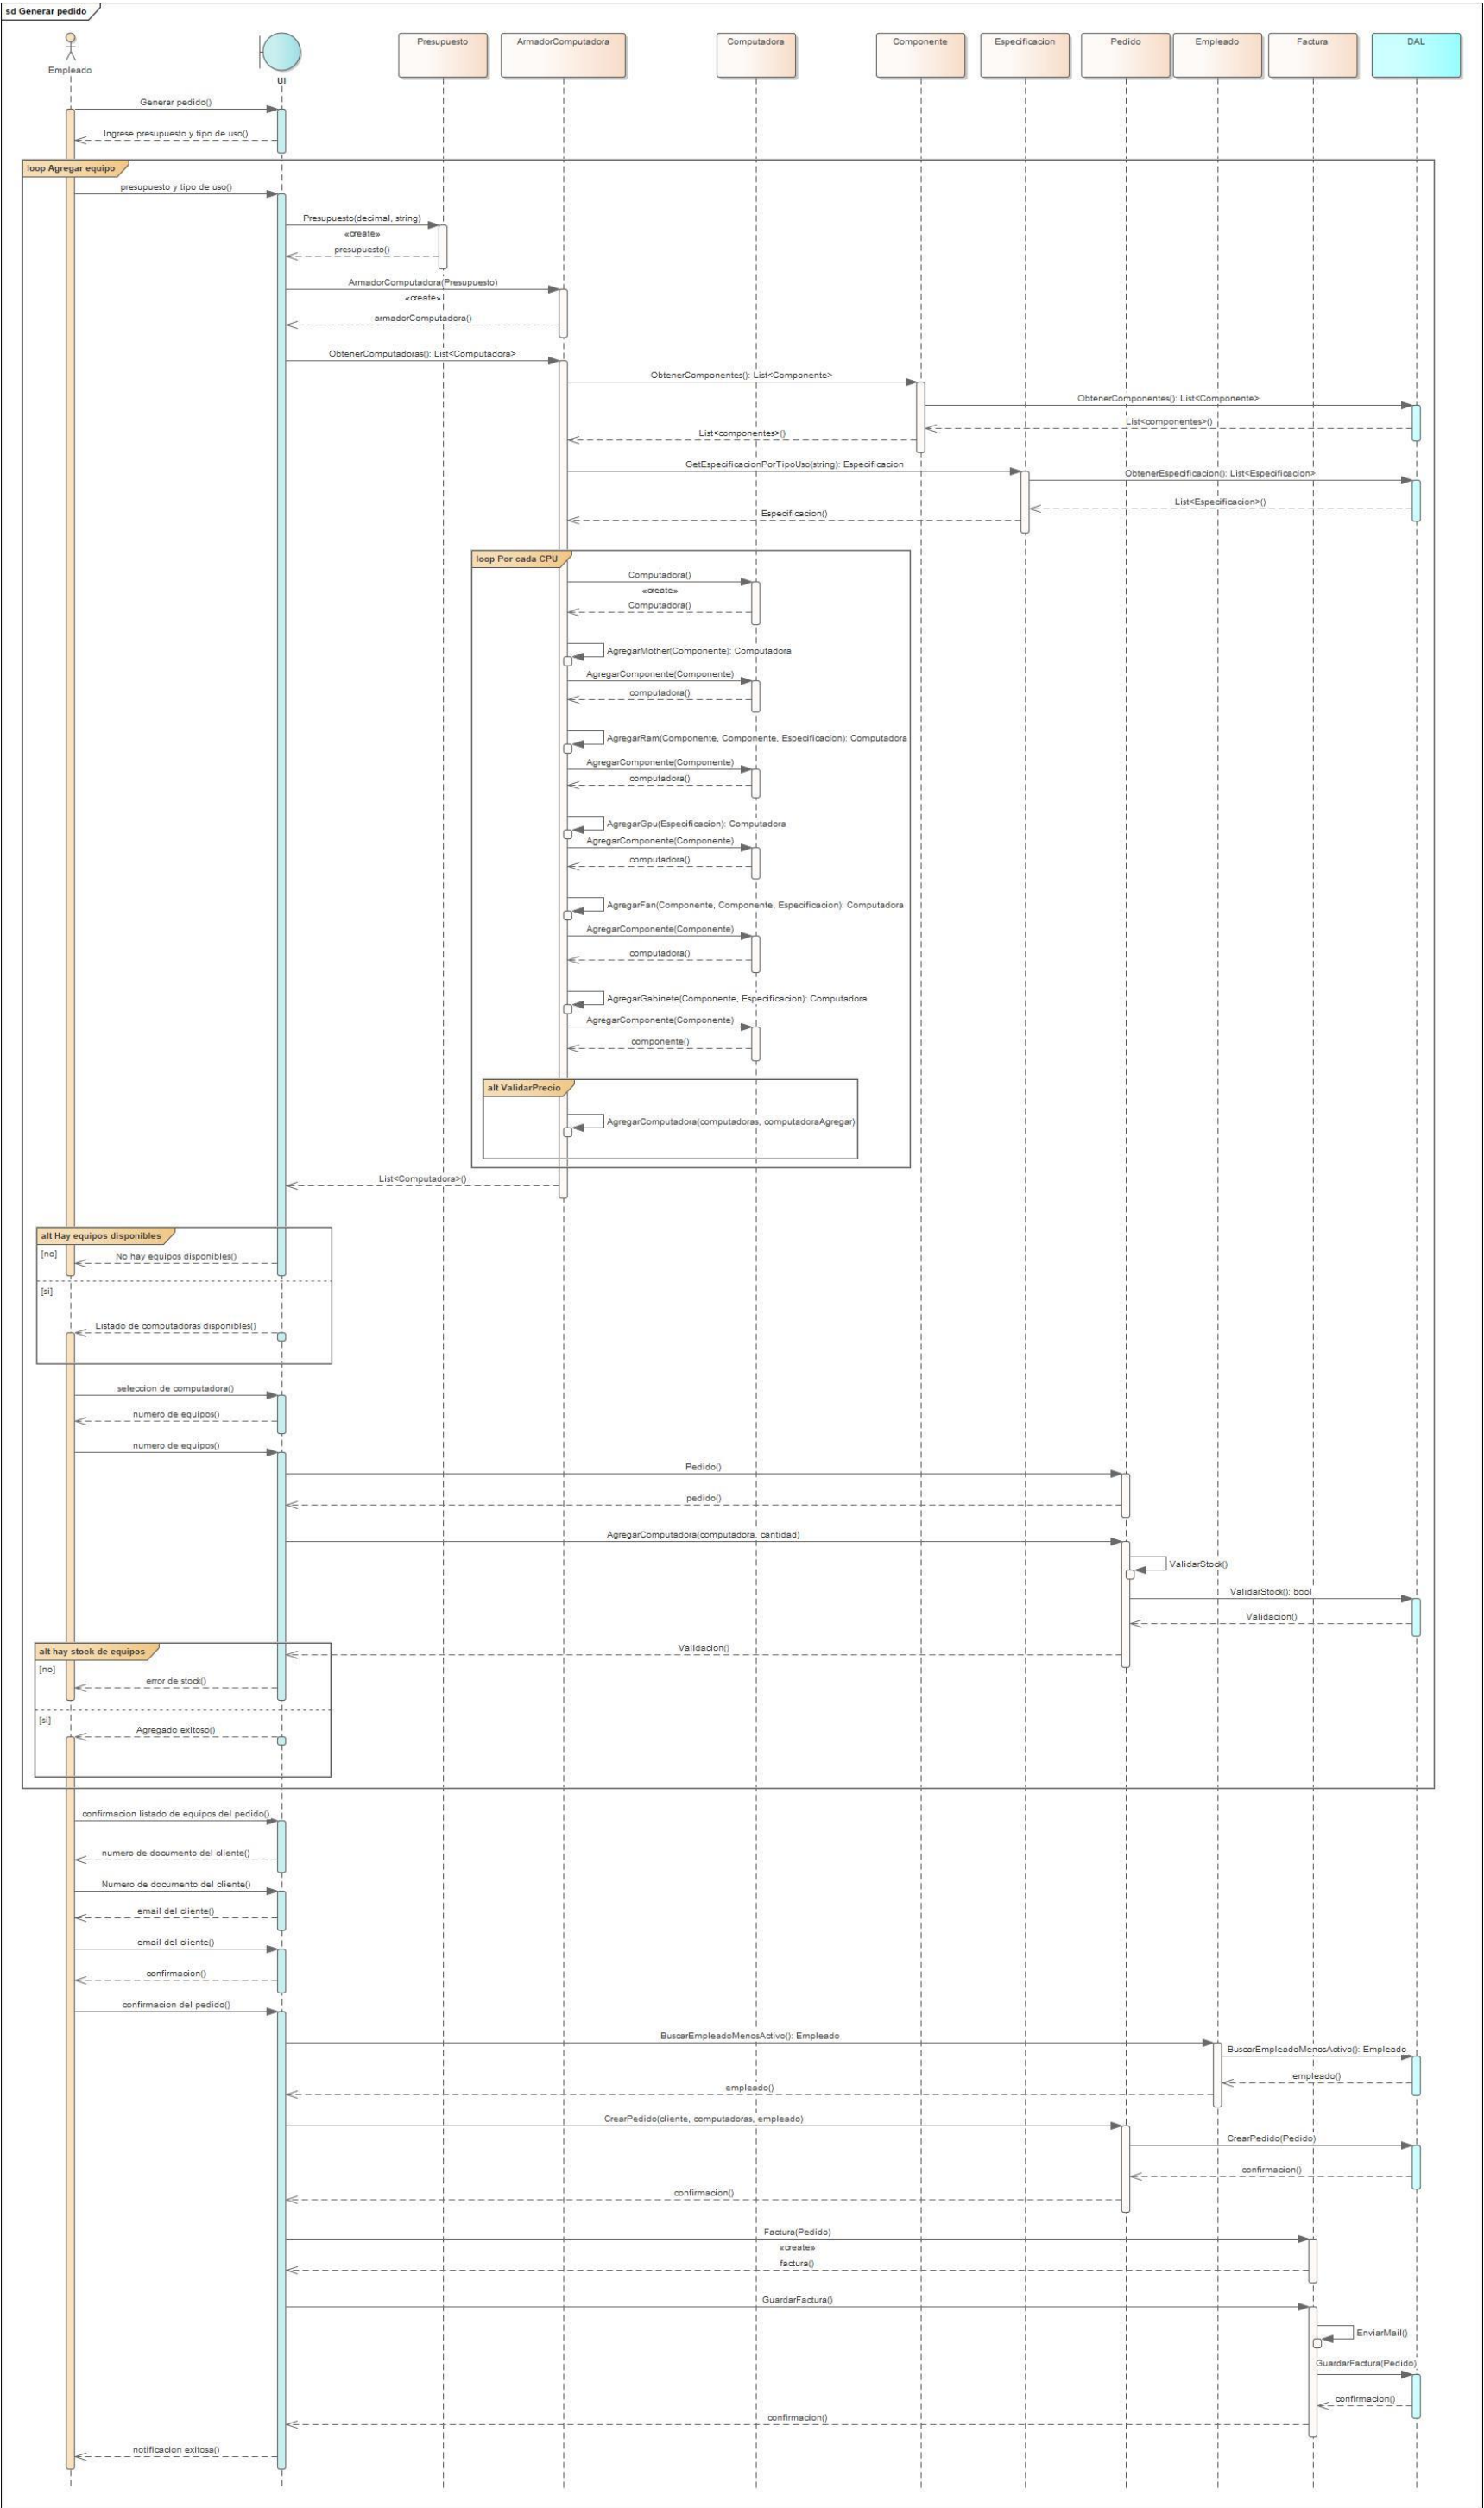 sd Generar pedido
Empleado
UI
Presupuesto
ArmadorComputadora
Computadora
Componente
Especificacion
Pedido
Empleado
Factura
DAL
Generar pedido()
Ingrese presupuesto y tipo de uso()
loop Agregar equipo
presupuesto y tipo de uso()
Presupuesto(decimal, string)
«create»
presupuesto()
ArmadorComputadora(Presupuesto)
«create»
armadorComputadora()
ObtenerComputadoras(): List<Computadora>
ObtenerComponentes(): List<Componente>
ObtenerComponentes(): List<Componente>
List<componentes>()
List<componentes>()
GetEspecificacionPorTipoUso(string): Especificacion
ObtenerEspecificacion(): List<Especificacion>
List<Especificacion>()
Especificacion()
loop Por cada CPU
Computadora()
«create»
Computadora()
AgregarMother(Componente): Computadora
AgregarComponente(Componente)
computadora()
AgregarRam(Componente, Componente, Especificacion): Computadora
AgregarComponente(Componente)
computadora()
AgregarGpu(Especificacion): Computadora
AgregarComponente(Componente)
computadora()
AgregarFan(Componente, Componente, Especificacion): Computadora
AgregarComponente(Componente)
computadora()
AgregarGabinete(Componente, Especificacion): Computadora
AgregarComponente(Componente)
componente()
alt ValidarPrecio
AgregarComputadora(computadoras, computadoraAgregar)
List<Computadora>()
alt Hay equipos disponibles
[no]
No hay equipos disponibles()
[si]
Listado de computadoras disponibles()
seleccion de computadora()
numero de equipos()
numero de equipos()
Pedido()
pedido()
AgregarComputadora(computadora, cantidad)
ValidarStock()
ValidarStock(): bool
Validacion()
Validacion()
alt hay stock de equipos
[no]
error de stock()
[si]
Agregado exitoso()
confirmacion listado de equipos del pedido()
numero de documento del cliente()
Numero de documento del cliente()
email del cliente()
email del cliente()
confirmacion()
confirmacion del pedido()
BuscarEmpleadoMenosActivo(): Empleado
BuscarEmpleadoMenosActivo(): Empleado
empleado()
empleado()
CrearPedido(cliente, computadoras, empleado)
CrearPedido(Pedido)
confirmacion()
confirmacion()
Factura(Pedido)
«create»
factura()
GuardarFactura()
EnviarMail()
GuardarFactura(Pedido)
confirmacion()
confirmacion()
notificacion exitosa()